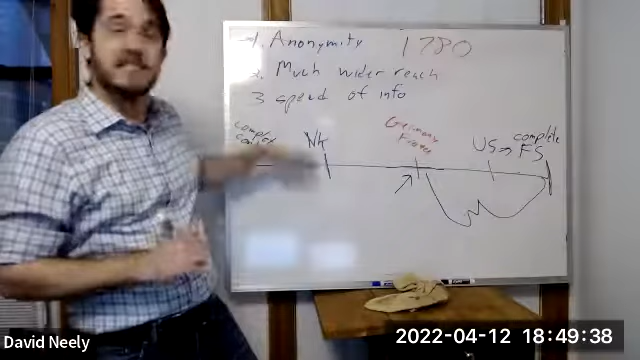 1. Anonymity 1780
2. Much wider reach
3 speed of info
NK
Germany
France
US → complete
FS
David Neely
2022-04-12 18:49:38